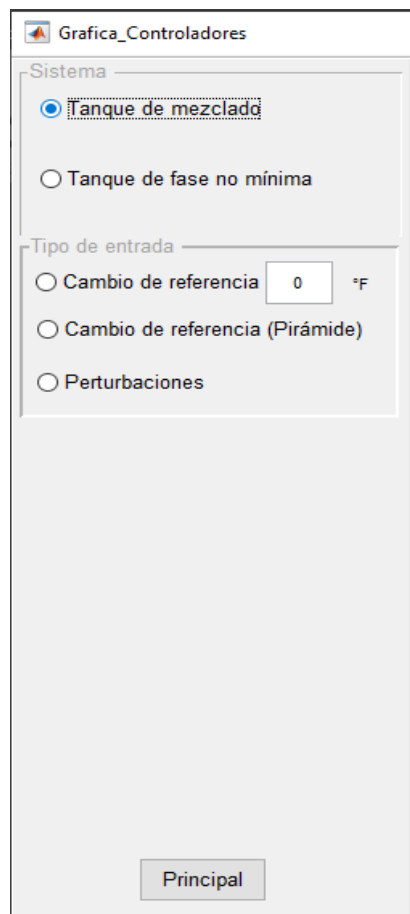 Grafica_Controladores
Sistema
Tanque de mezclado
Tanque de fase no mínima
Tipo de entrada
Cambio de referencia 0 °F
Cambio de referencia (Pirámide)
Perturbaciones
Principal